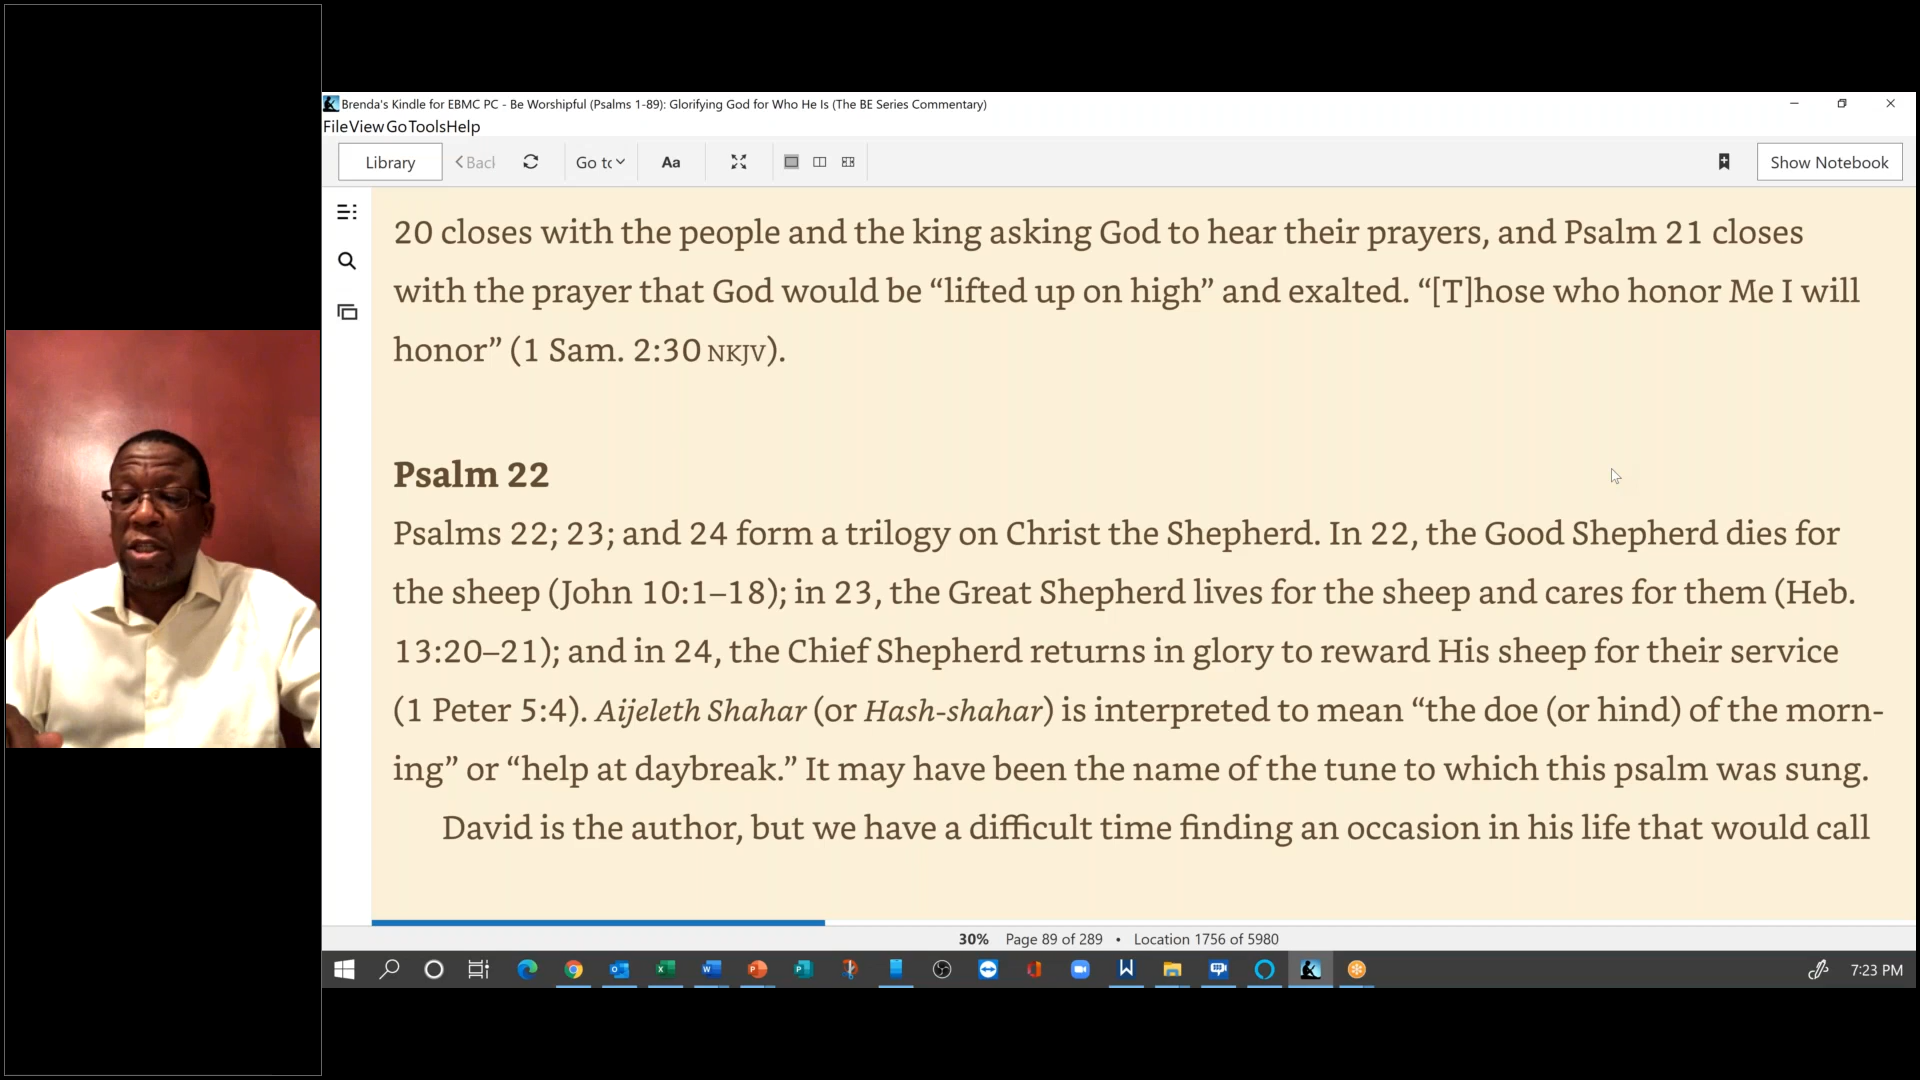 Brenda's Kindle for EBMC PC - Be Worshipful (Psalms 1-89): Glorifying God for Who He Is (The BE Series Commentary)
File View Go Tools Help
Library
Bacl
Go to
Aa
Show Notebook
20 closes with the people and the king asking God to hear their prayers, and Psalm 21 closes
with the prayer that God would be “lifted up on high” and exalted. “[T]hose who honor Me I will
honor” (1 Sam. 2:30 NKJV).
Psalm 22
Psalms 22; 23; and 24 form a trilogy on Christ the Shepherd. In 22, the Good Shepherd dies for
the sheep (John 10:1–18); in 23, the Great Shepherd lives for the sheep and cares for them (Heb.
13:20–21); and in 24, the Chief Shepherd returns in glory to reward His sheep for their service
(1 Peter 5:4). Aijeleth Shahar (or Hash-shahar) is interpreted to mean “the doe (or hind) of the morn-
ing” or “help at daybreak.” It may have been the name of the tune to which this psalm was sung.
David is the author, but we have a difficult time finding an occasion in his life that would call
30% Page 89 of 289 • Location 1756 of 5980
7:23 PM